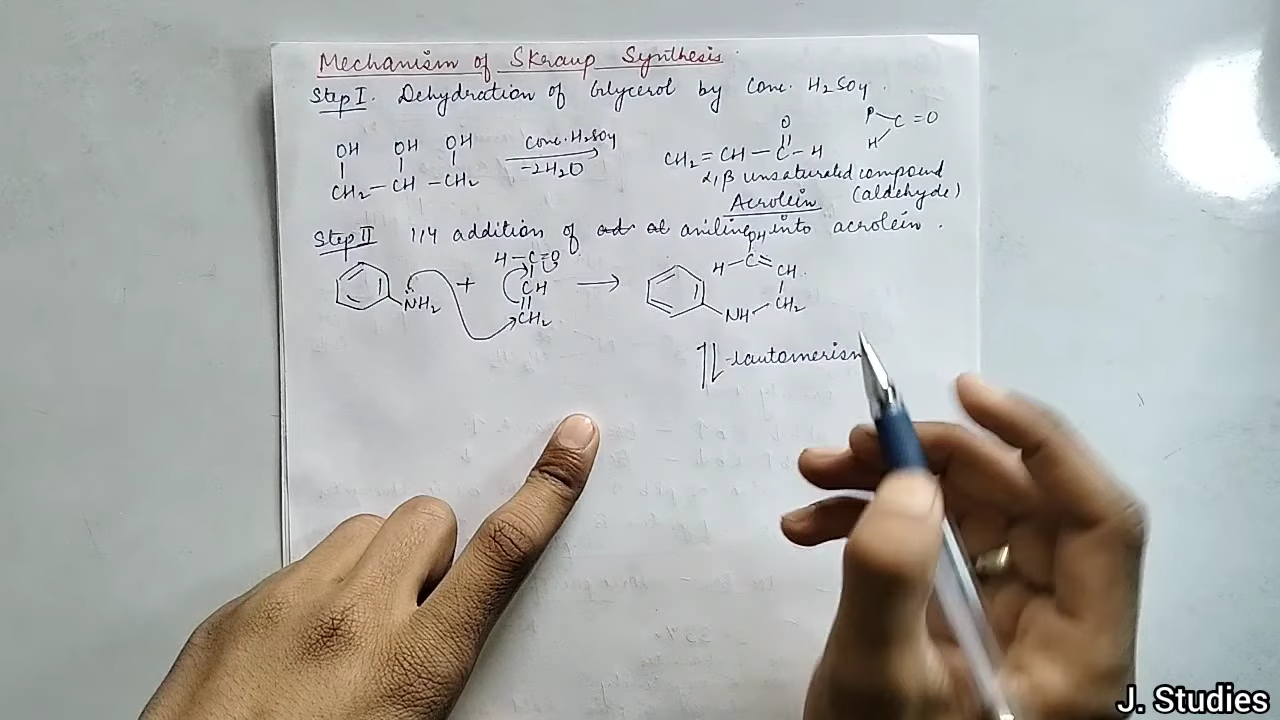 Mechanism of Skraup Synthesis
Step I. Dehydration of Glycerol by Conc. H2SO4.
OH OH OH
CH2 - CH - CH2
Conc. H2SO4
-2H2O
O
CH2 = CH - C - H
α, β unsaturated compound
Acrolein (aldehyde)
R
C = O
H
Step II 1,4 addition of aniline into acrolein.
NH2 +
H - C = O
CH
CH2
OH
H - C = CH
CH2
NH
tautomerism
J. Studies